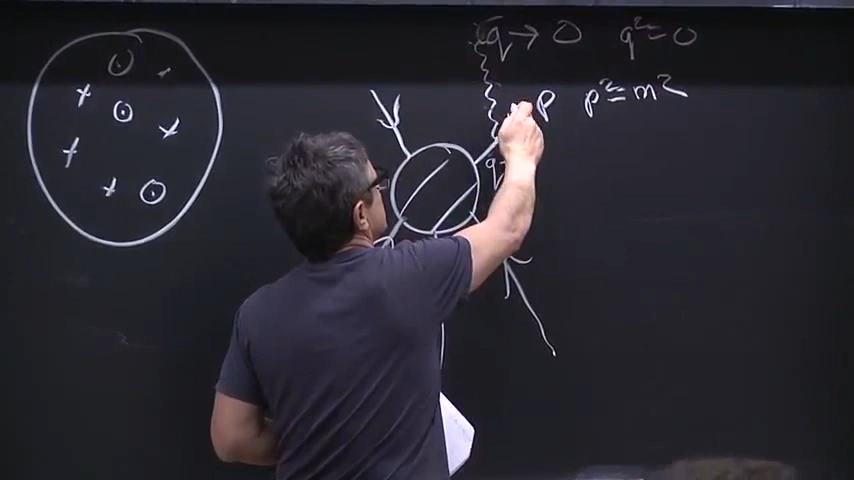 q → 0 q² = 0
p p² = m²
q